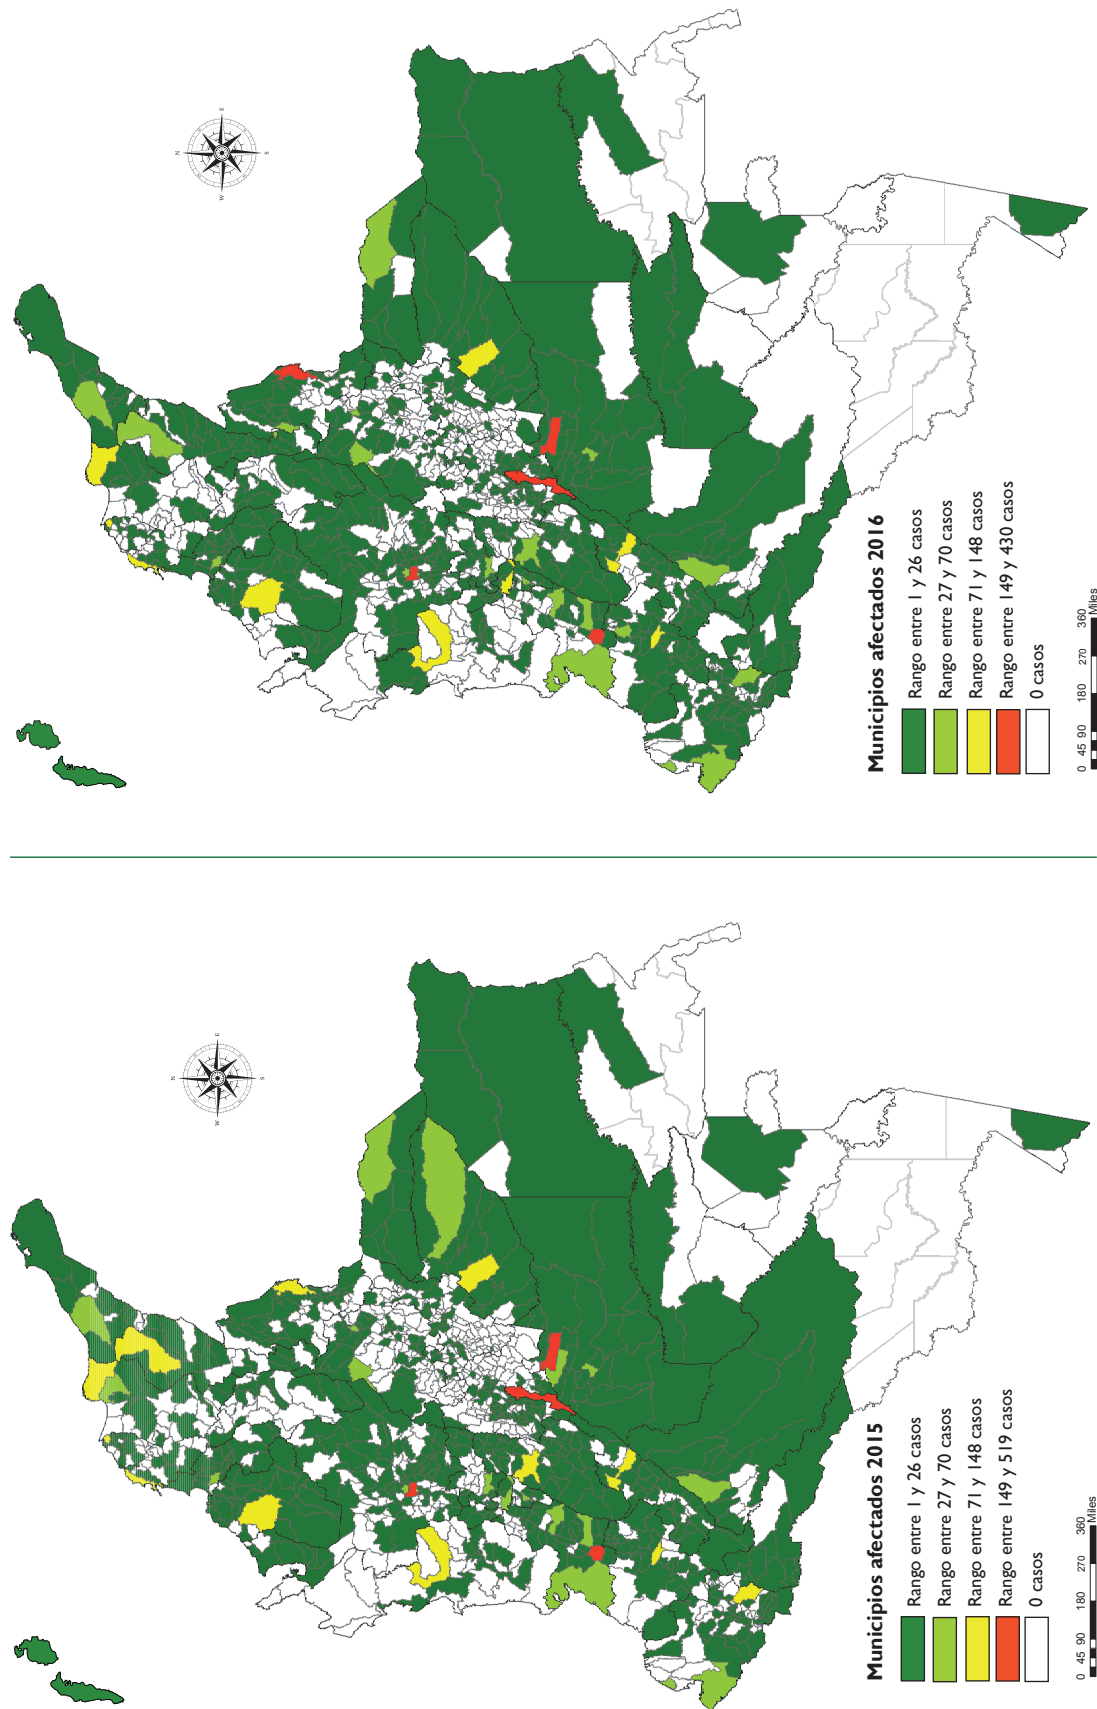 Municipios afectados 2015
Rango entre 1 y 26 casos
Rango entre 27 y 70 casos
Rango entre 71 y 148 casos
Rango entre 149 y 519 casos
0 casos
0 45 90 180 270 360
Miles
N
E
S
W
Municipios afectados 2016
Rango entre 1 y 26 casos
Rango entre 27 y 70 casos
Rango entre 71 y 148 casos
Rango entre 149 y 430 casos
0 casos
0 45 90 180 270 360
Miles
N
E
S
W